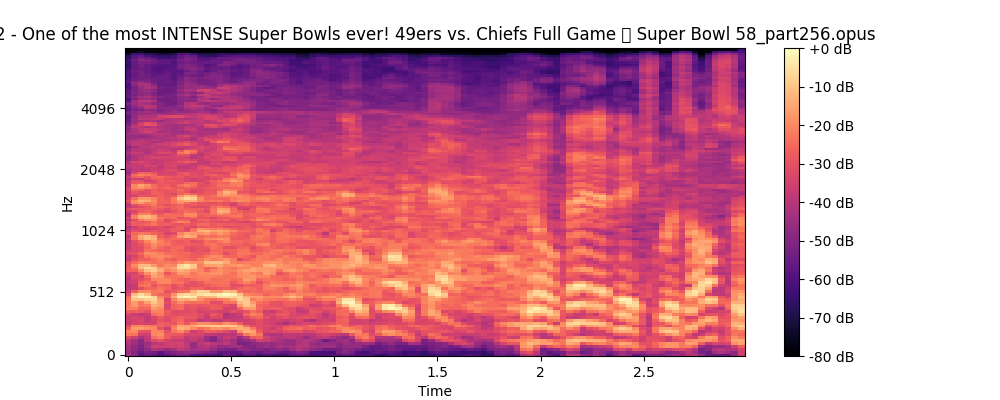 2 - One of the most INTENSE Super Bowls ever! 49ers vs. Chiefs Full Game  Super Bowl 58_part256.opus
+0 dB
4096
-10 dB
-20 dB
2048
-30 dB
Hz
1024
-40 dB
-50 dB
512
-60 dB
-70 dB
0
-80 dB
0 0.5 1 1.5 2 2.5
Time